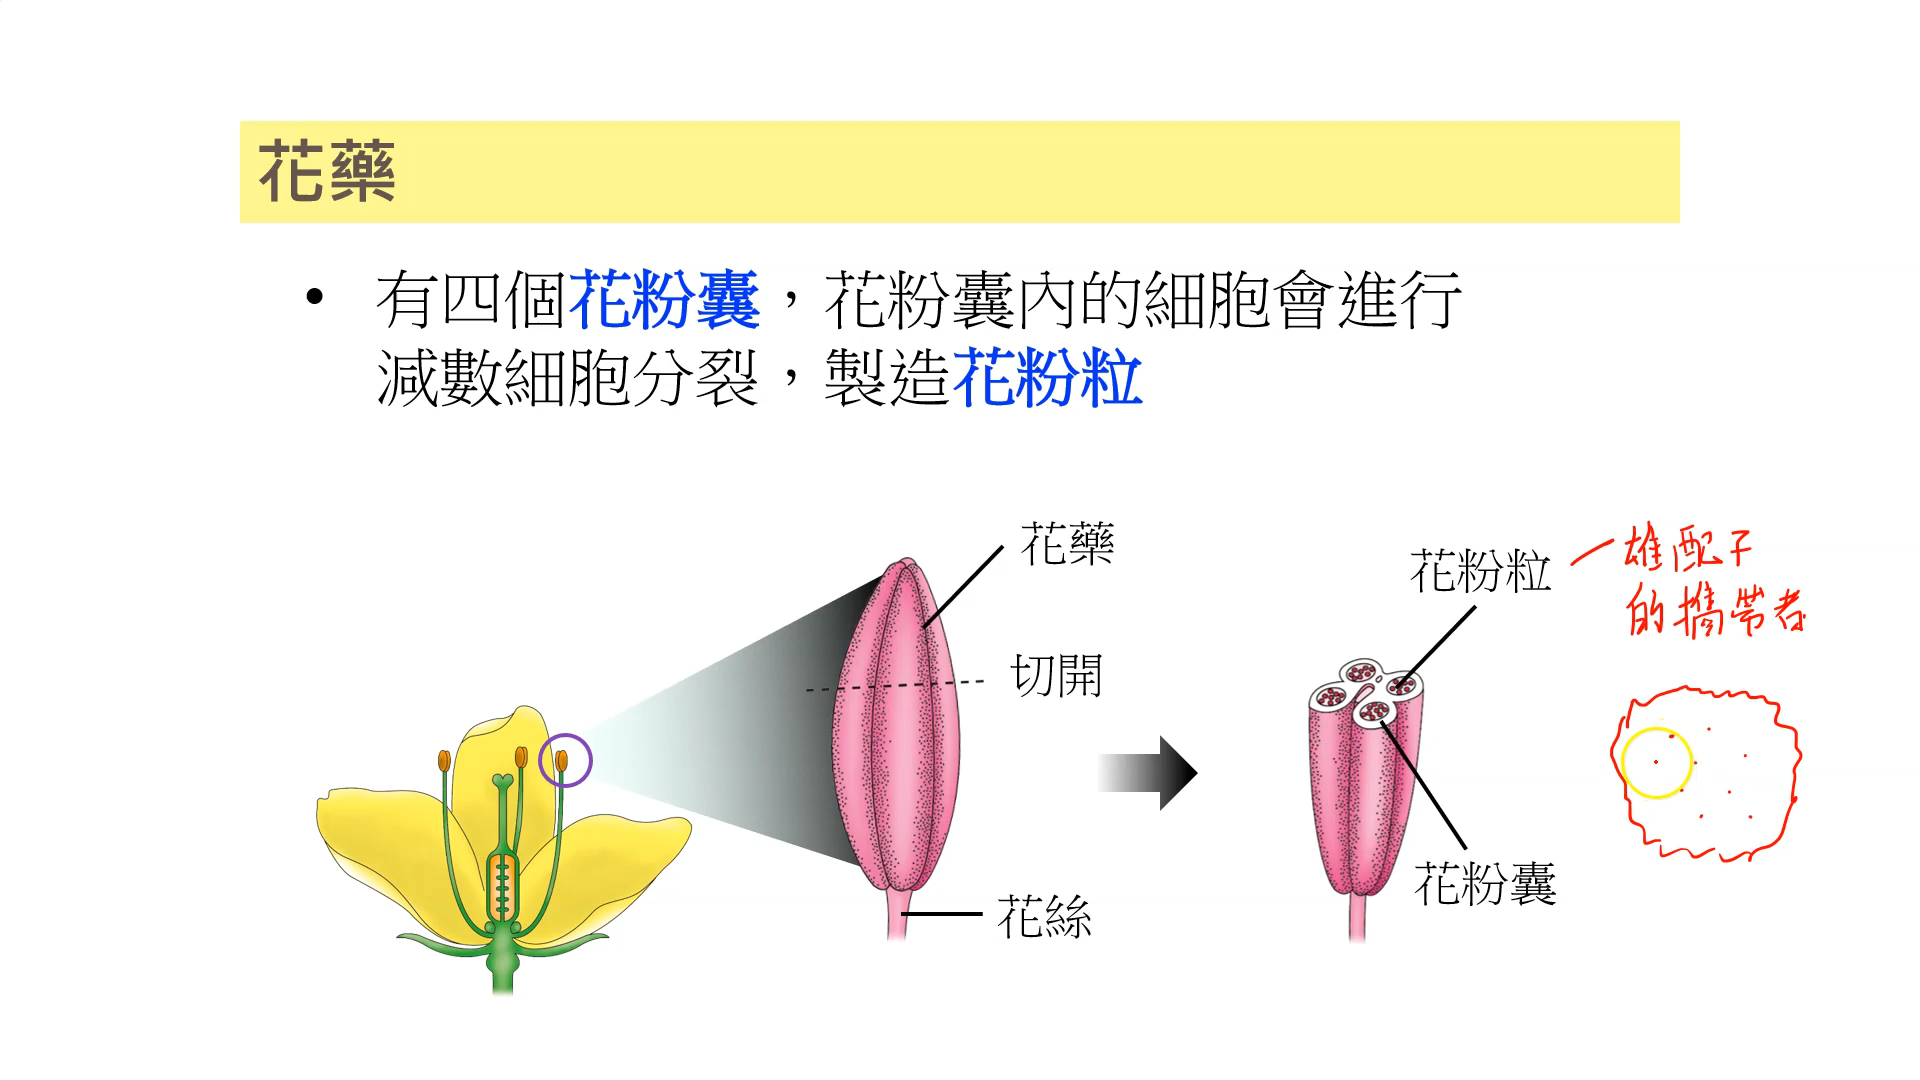 花藥
• 有四個花粉囊，花粉囊內的細胞會進行
減數細胞分裂，製造花粉粒
花藥
切開
花絲
花粉粒
雄配子
的攜帶者
花粉囊